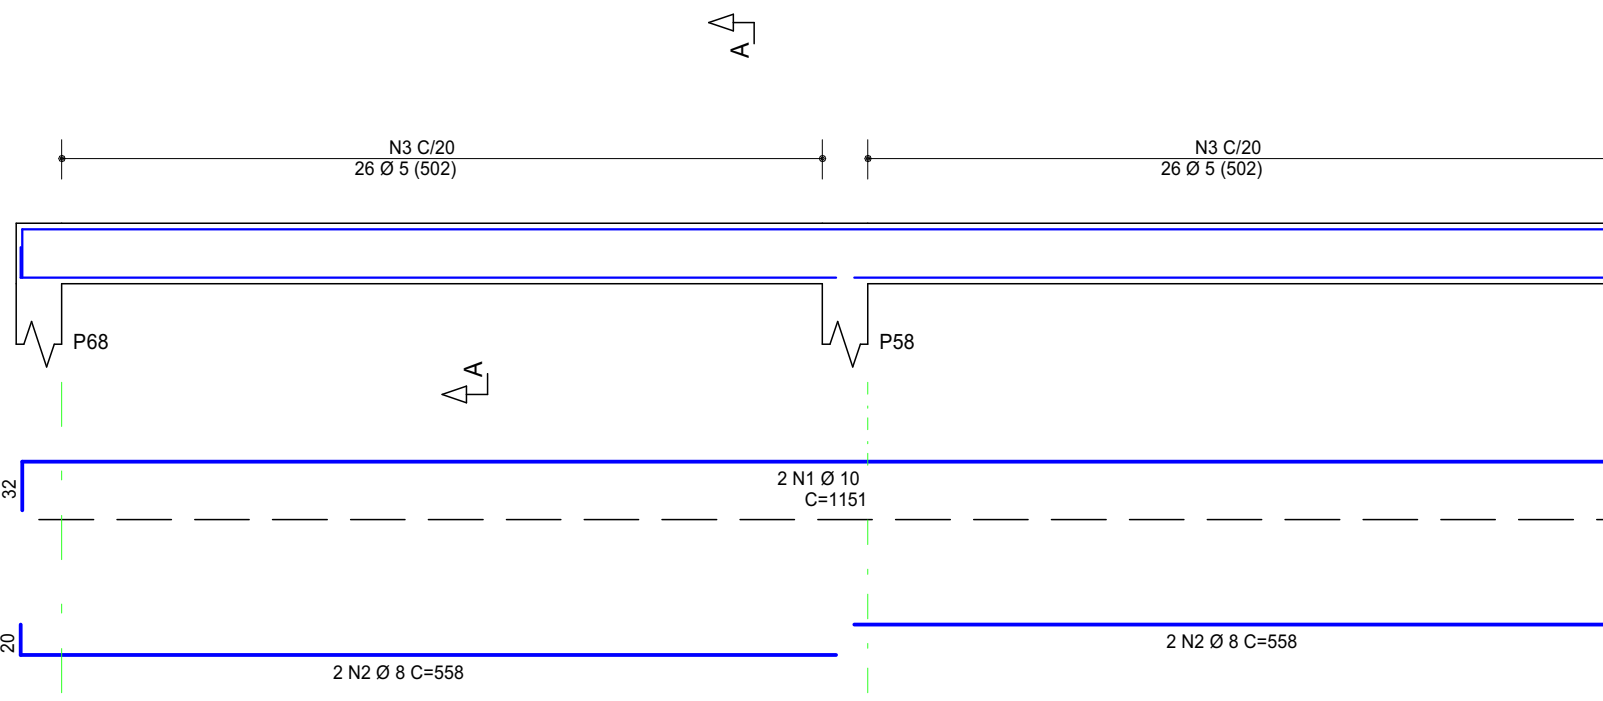 A
N3 C/20
26 Ø 5 (502)
N3 C/20
26 Ø 5 (502)
P68
P58
A
32
2 N1 Ø 10
C=1151
20
2 N2 Ø 8 C=558
2 N2 Ø 8 C=558